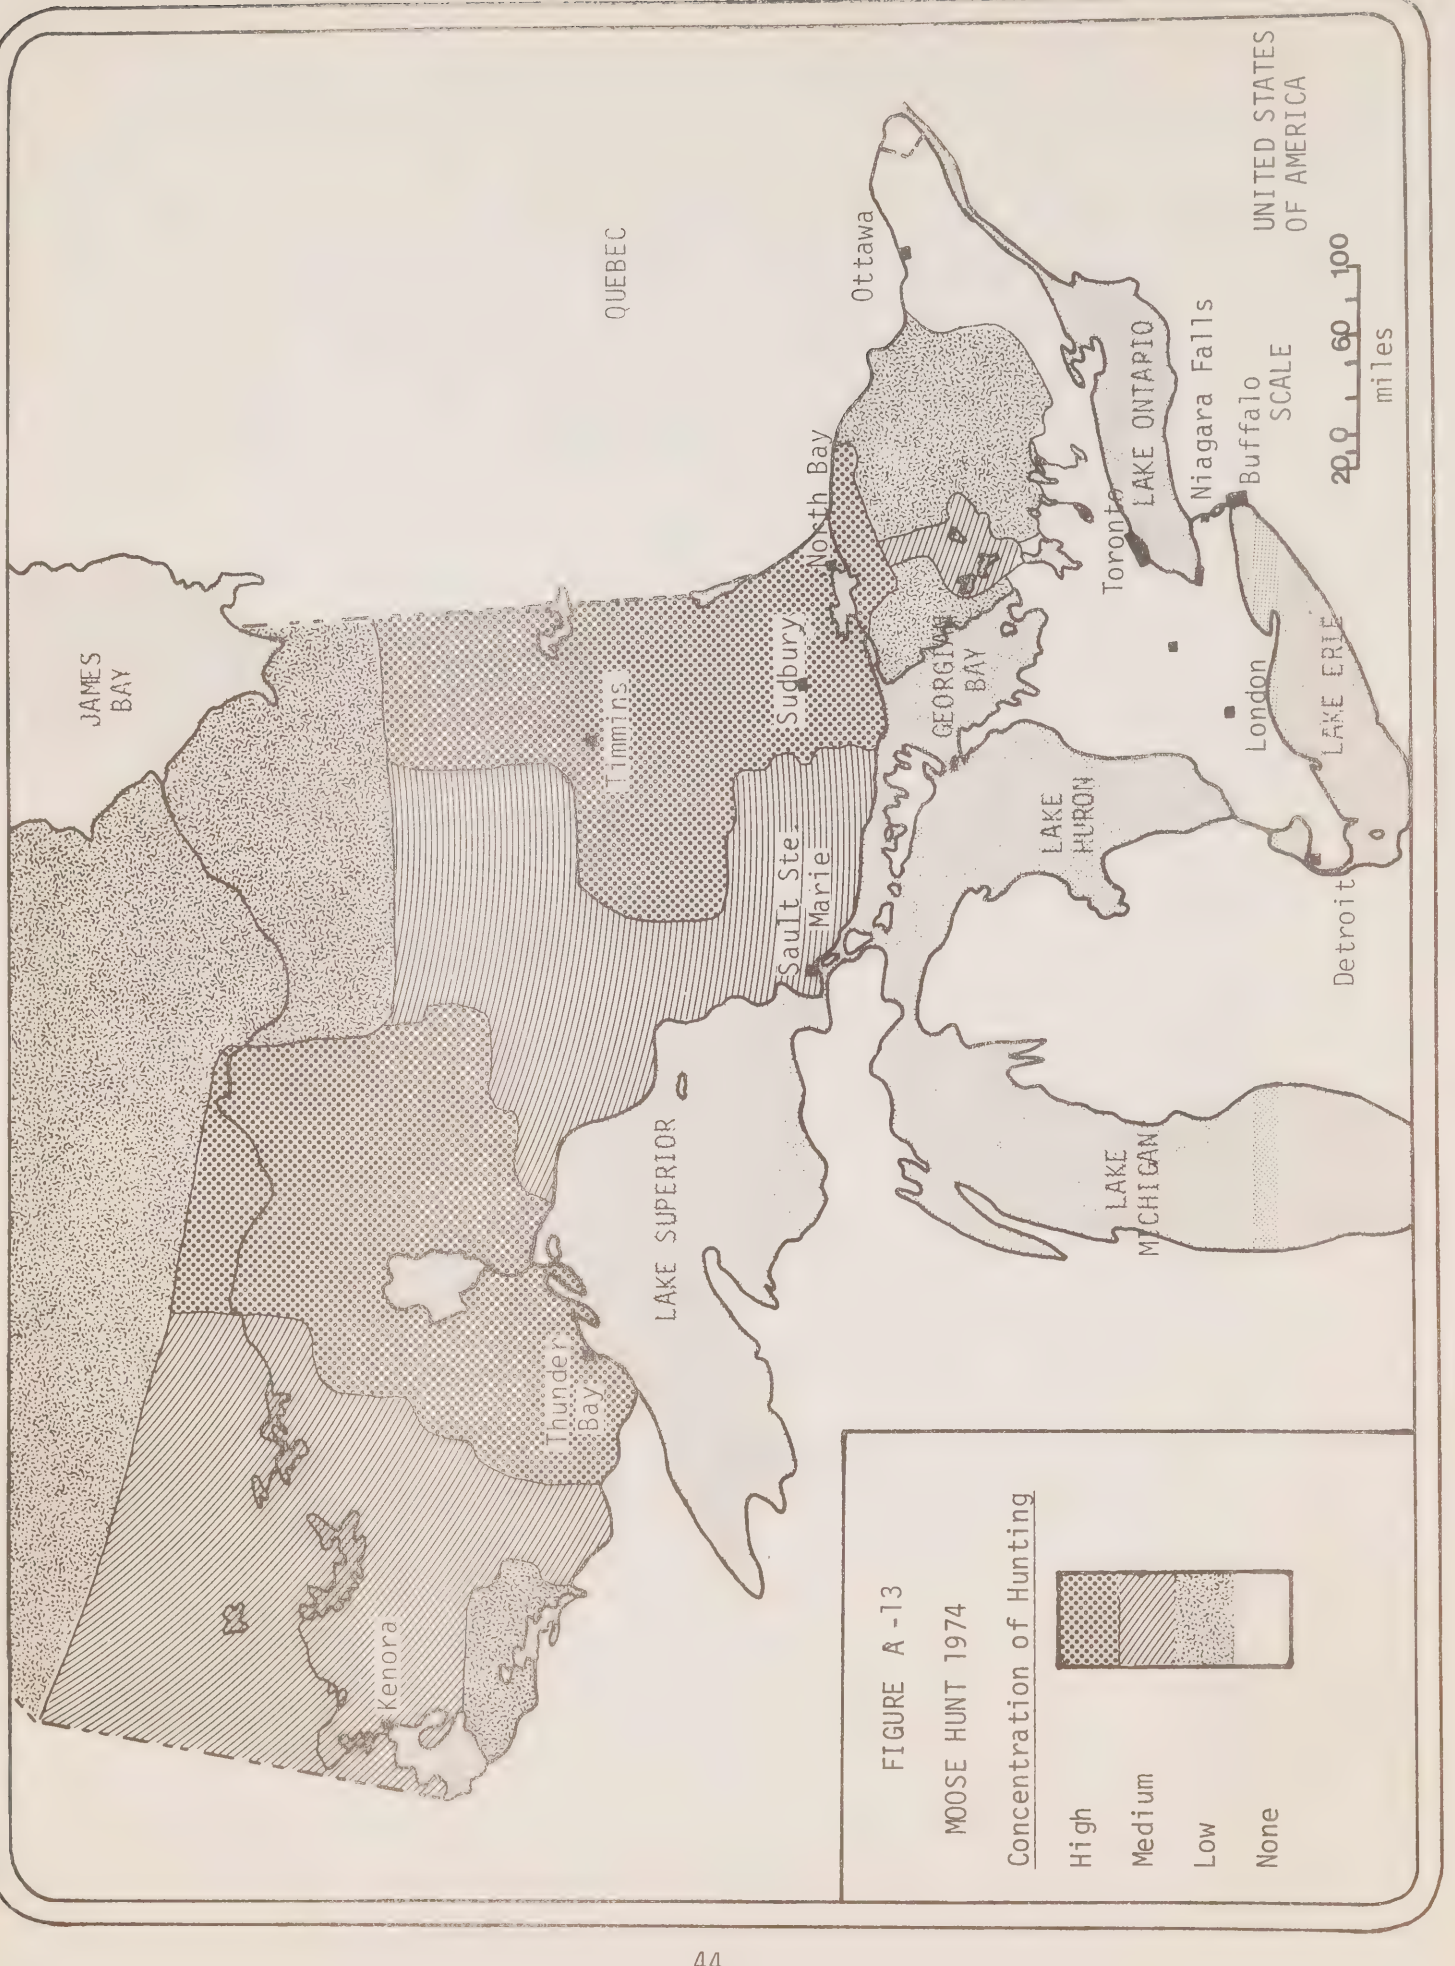 JAMES
BAY
QUEBEC
Ottawa
North Bay
Timmins
Sudbury
Sault Ste.
Marie
Thunder
Bay
Kenora
LAKE SUPERIOR
GEORGIAN
BAY
LAKE
HURON
LAKE
MICHIGAN
Toronto
LAKE ONTARIO
Niagara Falls
Buffalo
London
LAKE ERIE
Detroit
UNITED STATES
OF AMERICA
SCALE
20 0 60 100
miles
FIGURE A-13
MOOSE HUNT 1974
Concentration of Hunting
High
Medium
Low
None
44